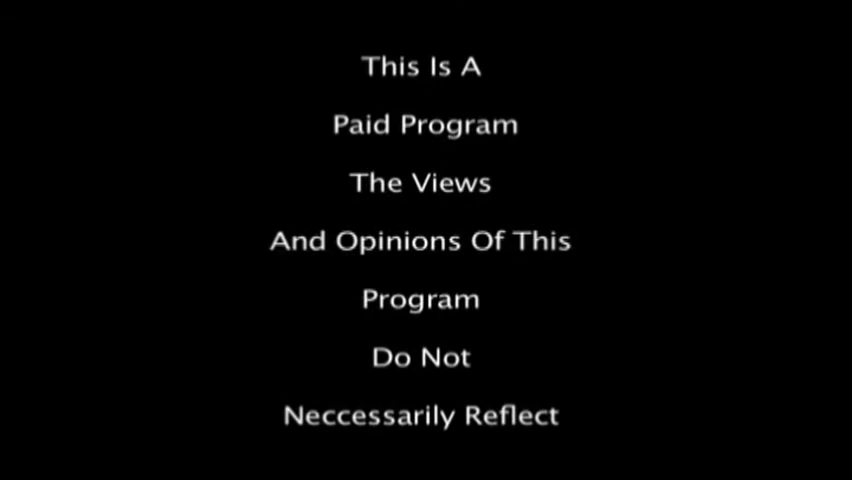 This Is A
Paid Program
The Views
And Opinions Of This
Program
Do Not
Neccessarily Reflect